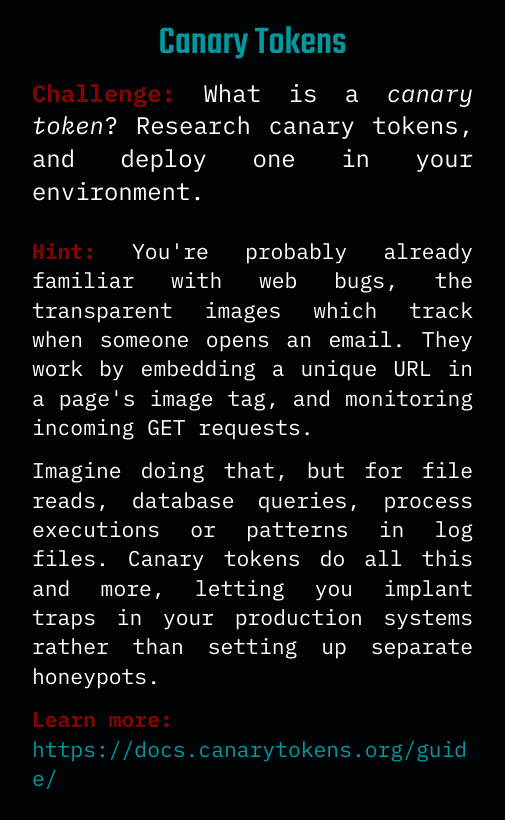 Canary Tokens
Challenge: What is a canary
token? Research canary tokens,
and deploy one in your
environment.
Hint: You're probably already
familiar with web bugs, the
transparent images which track
when someone opens an email. They
work by embedding a unique URL in
a page's image tag, and monitoring
incoming GET requests.
Imagine doing that, but for file
reads, database queries, process
executions or patterns in log
files. Canary tokens do all this
and more, letting you implant
traps in your production systems
rather than setting up separate
honeypots.
Learn more:
https://docs.canarytokens.org/guid
e/